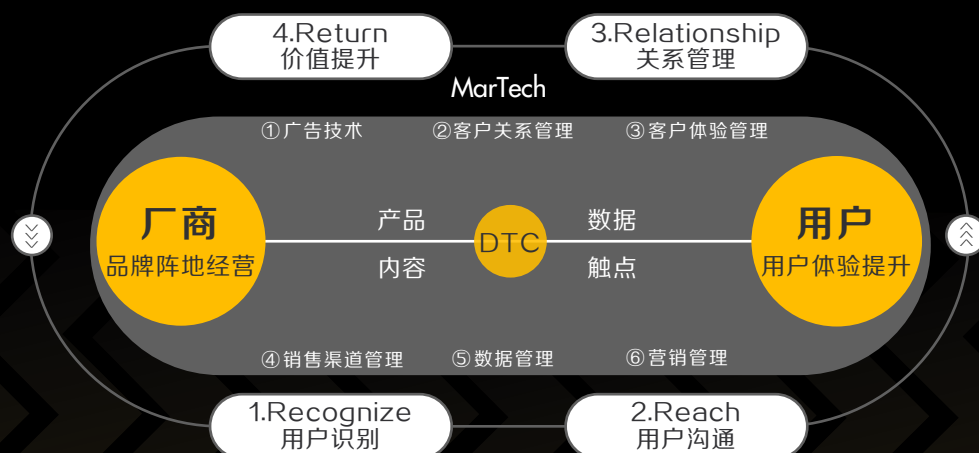 4.Return
价值提升
3.Relationship
关系管理
MarTech
①广告技术
②客户关系管理
③客户体验管理
厂商
品牌阵地经营
产品
内容
DTC
数据
触点
用户
用户体验提升
④销售渠道管理
⑤数据管理
⑥营销管理
1.Recognize
用户识别
2.Reach
用户沟通